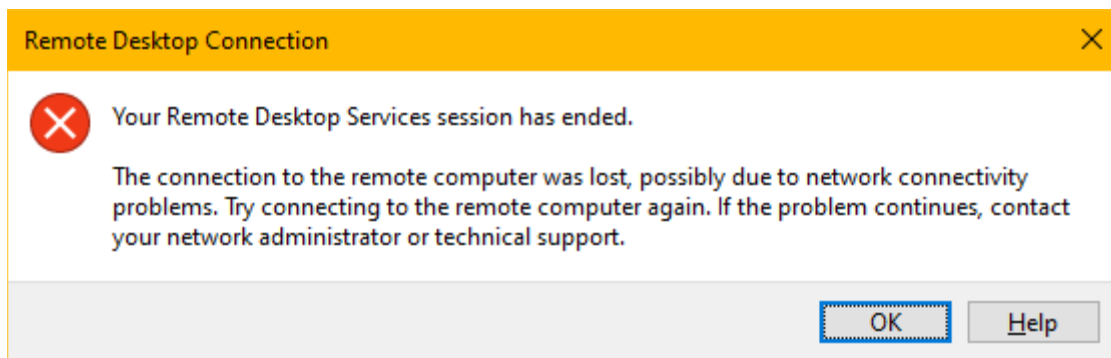 Remote Desktop Connection
Your Remote Desktop Services session has ended.
The connection to the remote computer was lost, possibly due to network connectivity
problems. Try connecting to the remote computer again. If the problem continues, contact
your network administrator or technical support.
OK
Help